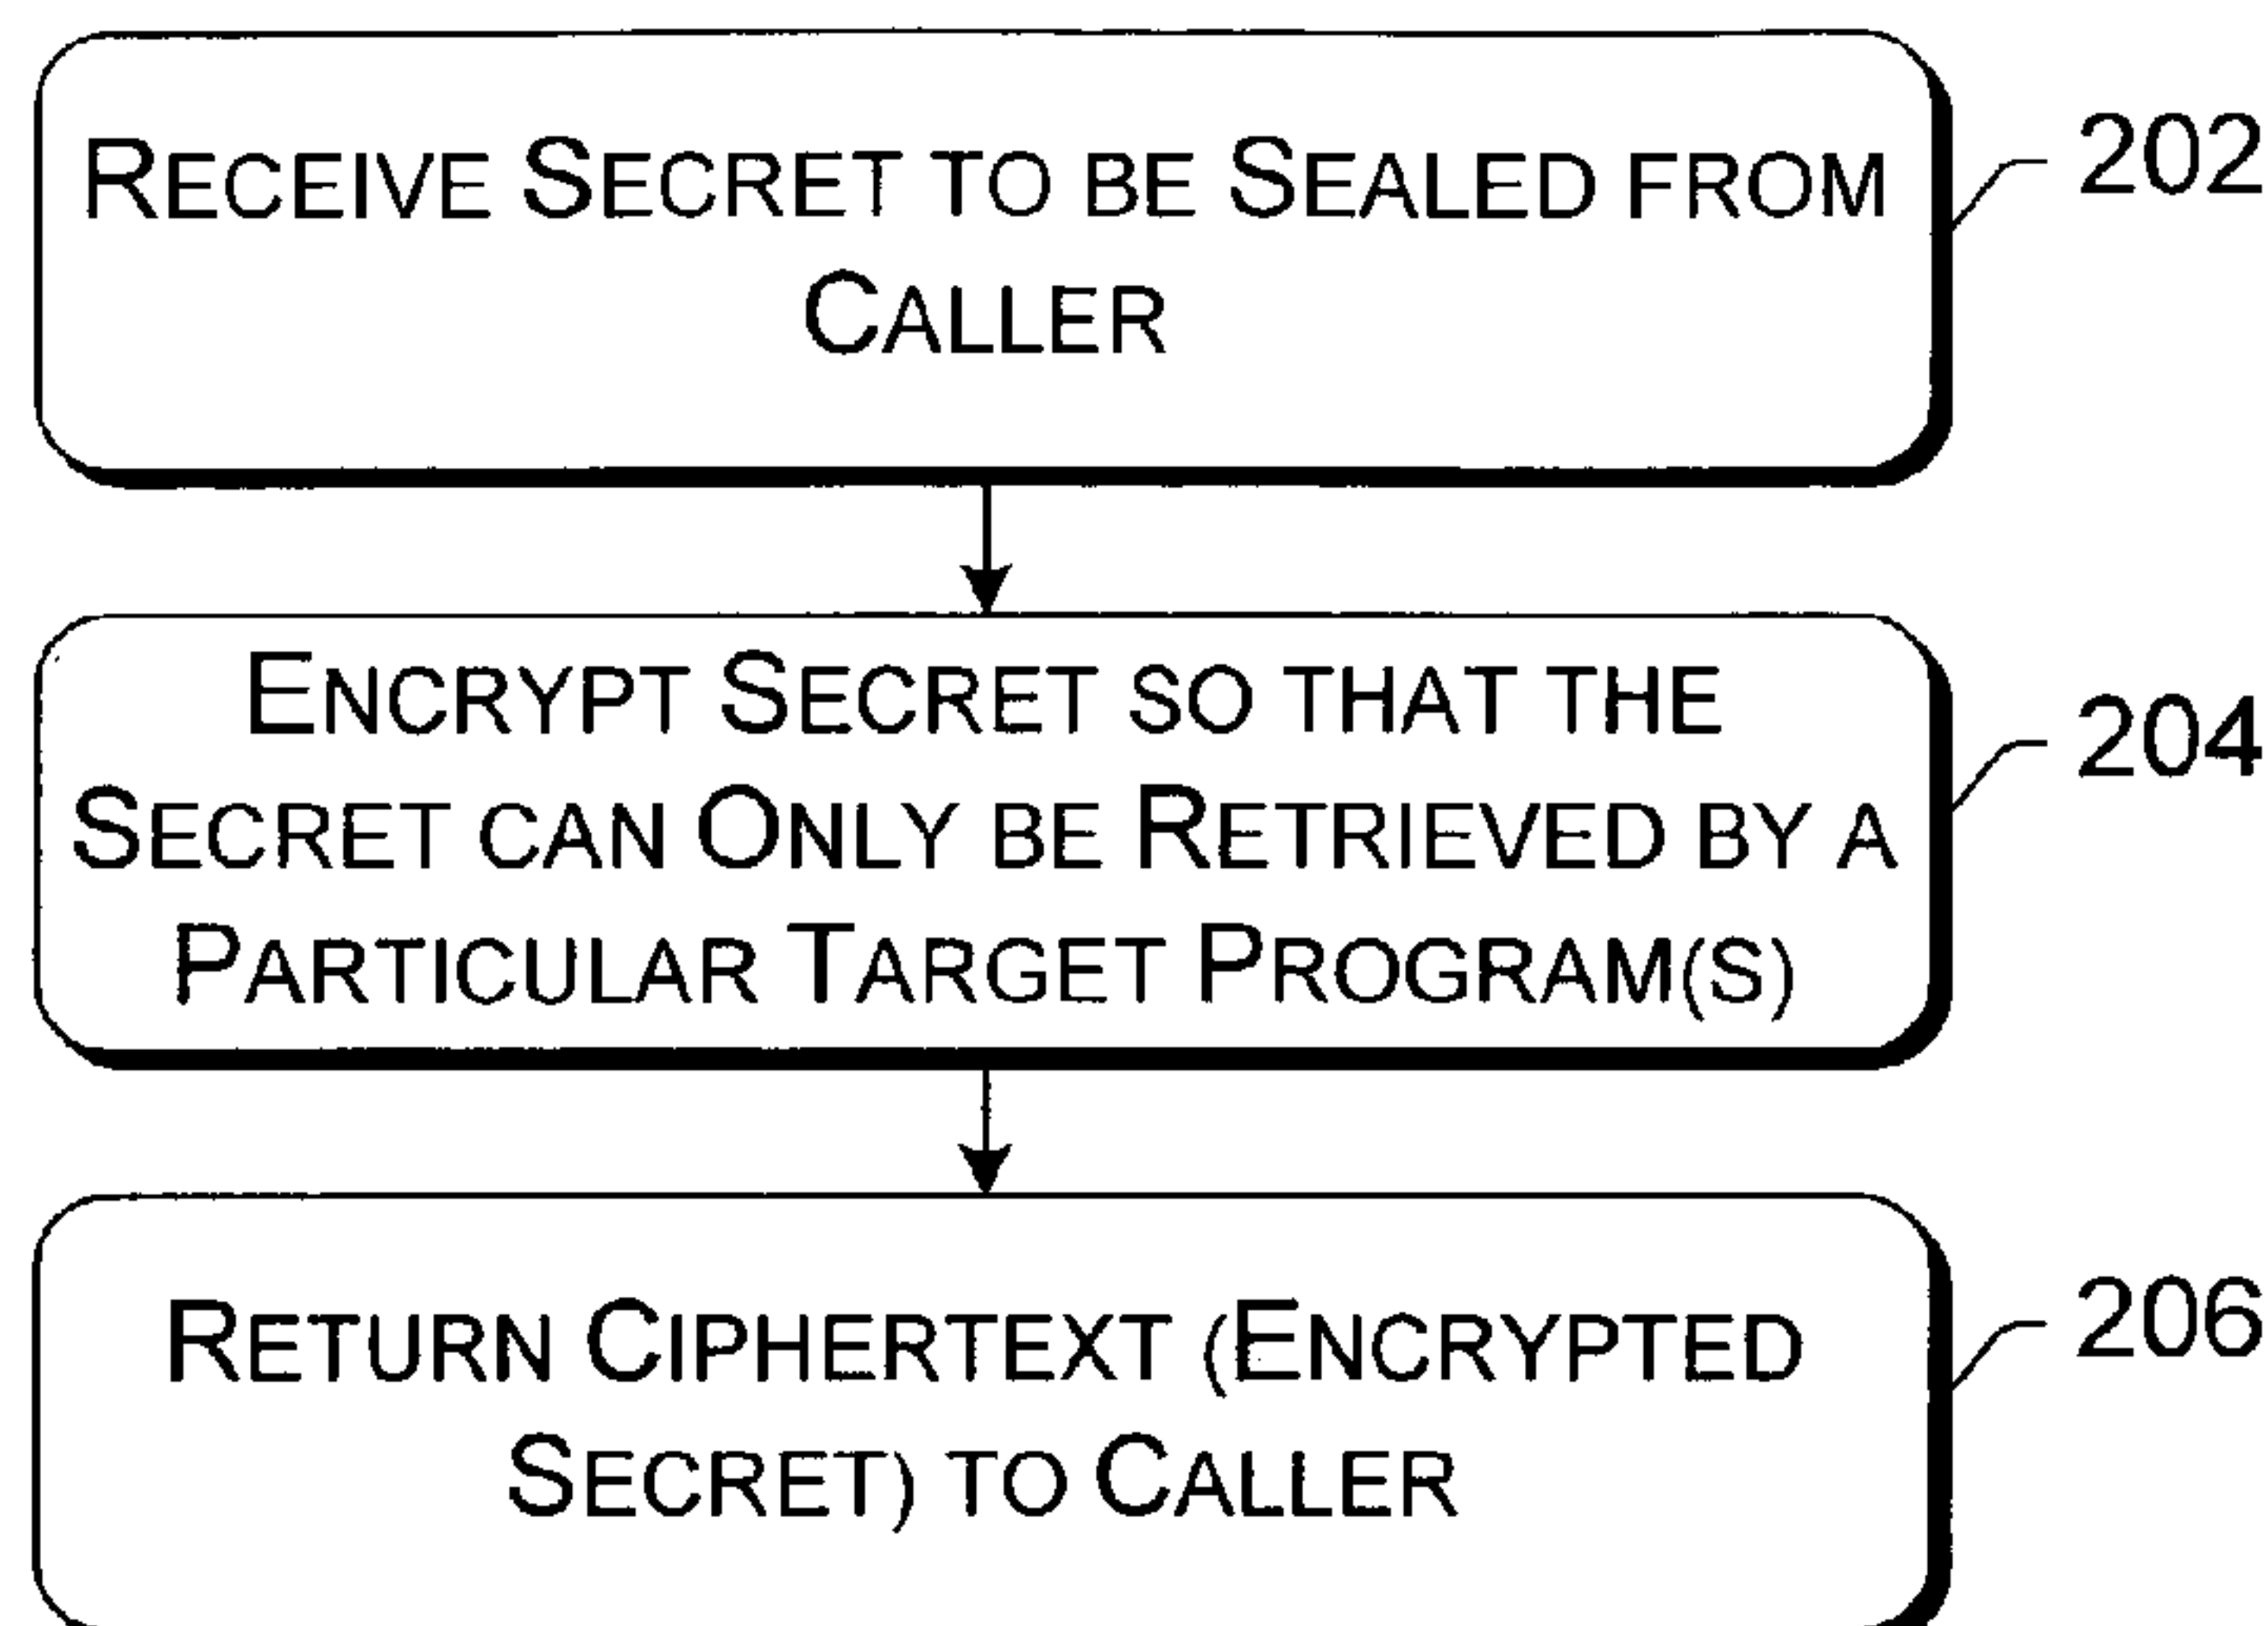 RECEIVE SECRET TO BE SEALED FROM
CALLER
202
ENCRYPT SECRET SO THAT THE
SECRET CAN ONLY BE RETRIEVED BY A
PARTICULAR TARGET PROGRAM(S)
204
RETURN CIPHERTEXT (ENCRYPTED
SECRET) TO CALLER
206